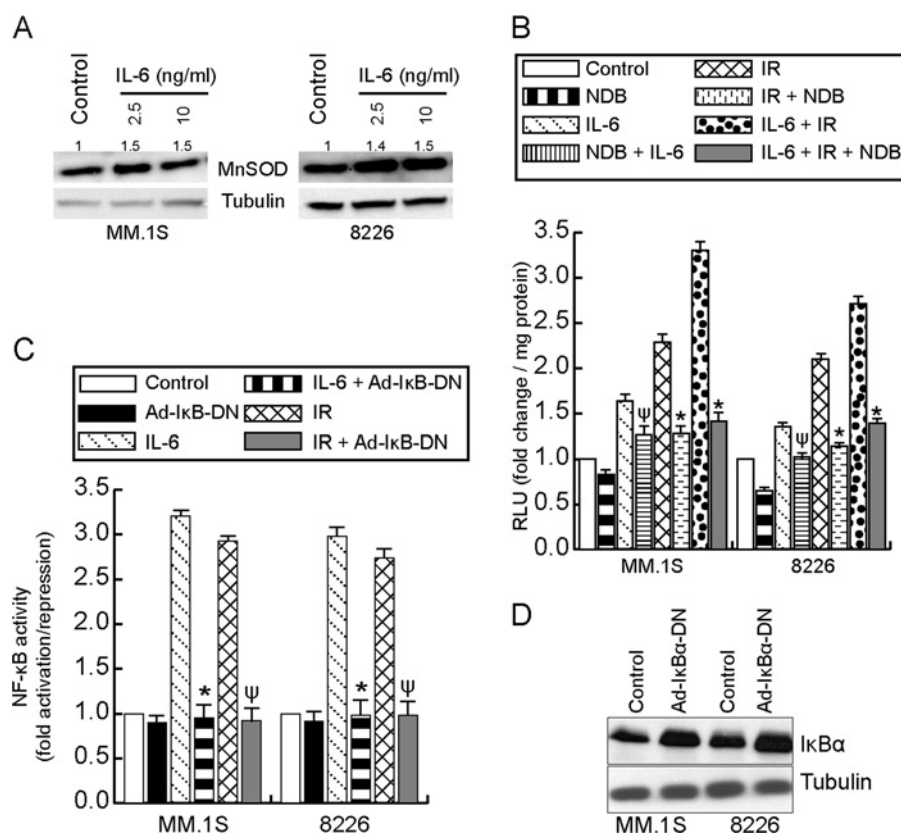 A
Control
IL-6 (ng/ml)
2.5
10
Control
IL-6 (ng/ml)
2.5
10
1 1.5 1.5
1 1.4 1.5
MnSOD
Tubulin
MM.1S
8226
B
Control
NDB
IL-6
NDB + IL-6
IR
IR + NDB
IL-6 + IR
IL-6 + IR + NDB
RLU (fold change / mg protein)
3.5
3.0
2.5
2.0
1.5
1.0
0.5
0.0
ψ * *
ψ * *
MM.1S
8226
C
Control
Ad-IκB-DN
IL-6
IL-6 + Ad-IκB-DN
IR
IR + Ad-IκB-DN
NF-κB activity
(fold activation/repression)
3.5
3.0
2.5
2.0
1.5
1.0
0.5
0.0
* ψ
* ψ
MM.1S
8226
D
Control
Ad-IκBα-DN
Control
Ad-IκBα-DN
IκBα
Tubulin
MM.1S
8226